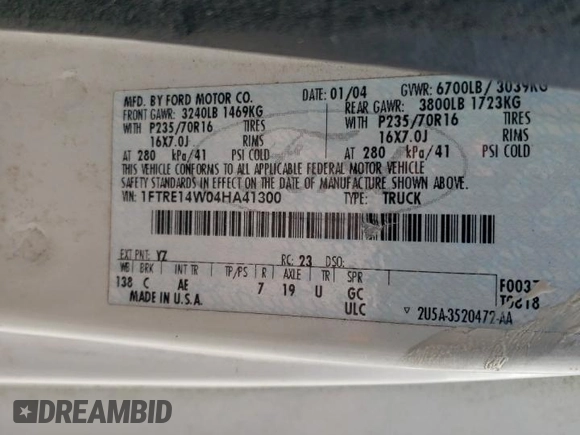 DATE: 01/04 GVWR: 6700LB/ 3039KG
MFD. BY FORD MOTOR CO.
FRONT GAWR: 3240LB 1469KG REAR GAWR: 3800LB 1723KG
WITH P235/70R16 TIRES WITH P235/70R16 TIRES
16X7.0J RIMS 16X7.0J RIMS
AT 280 kPa/41 PSI COLD AT 280 kPa/41 PSI COLD
THIS VEHICLE CONFORMS TO ALL APPLICABLE FEDERAL MOTOR VEHICLE
SAFETY STANDARDS IN EFFECT ON THE DATE OF MANUFACTURE SHOWN ABOVE.
VIN: 1FTRE14W04HA41300 TYPE: TRUCK
EXT PNT: YZ RC: 23 DSO:
WB BRK INT TR TP/PS R AXLE TR SPR
138 C AE 7 19 U GC
ULC
F0037
T0818
MADE IN U.S.A.
▽ 2U5A-3520472-AA
DREAMBID